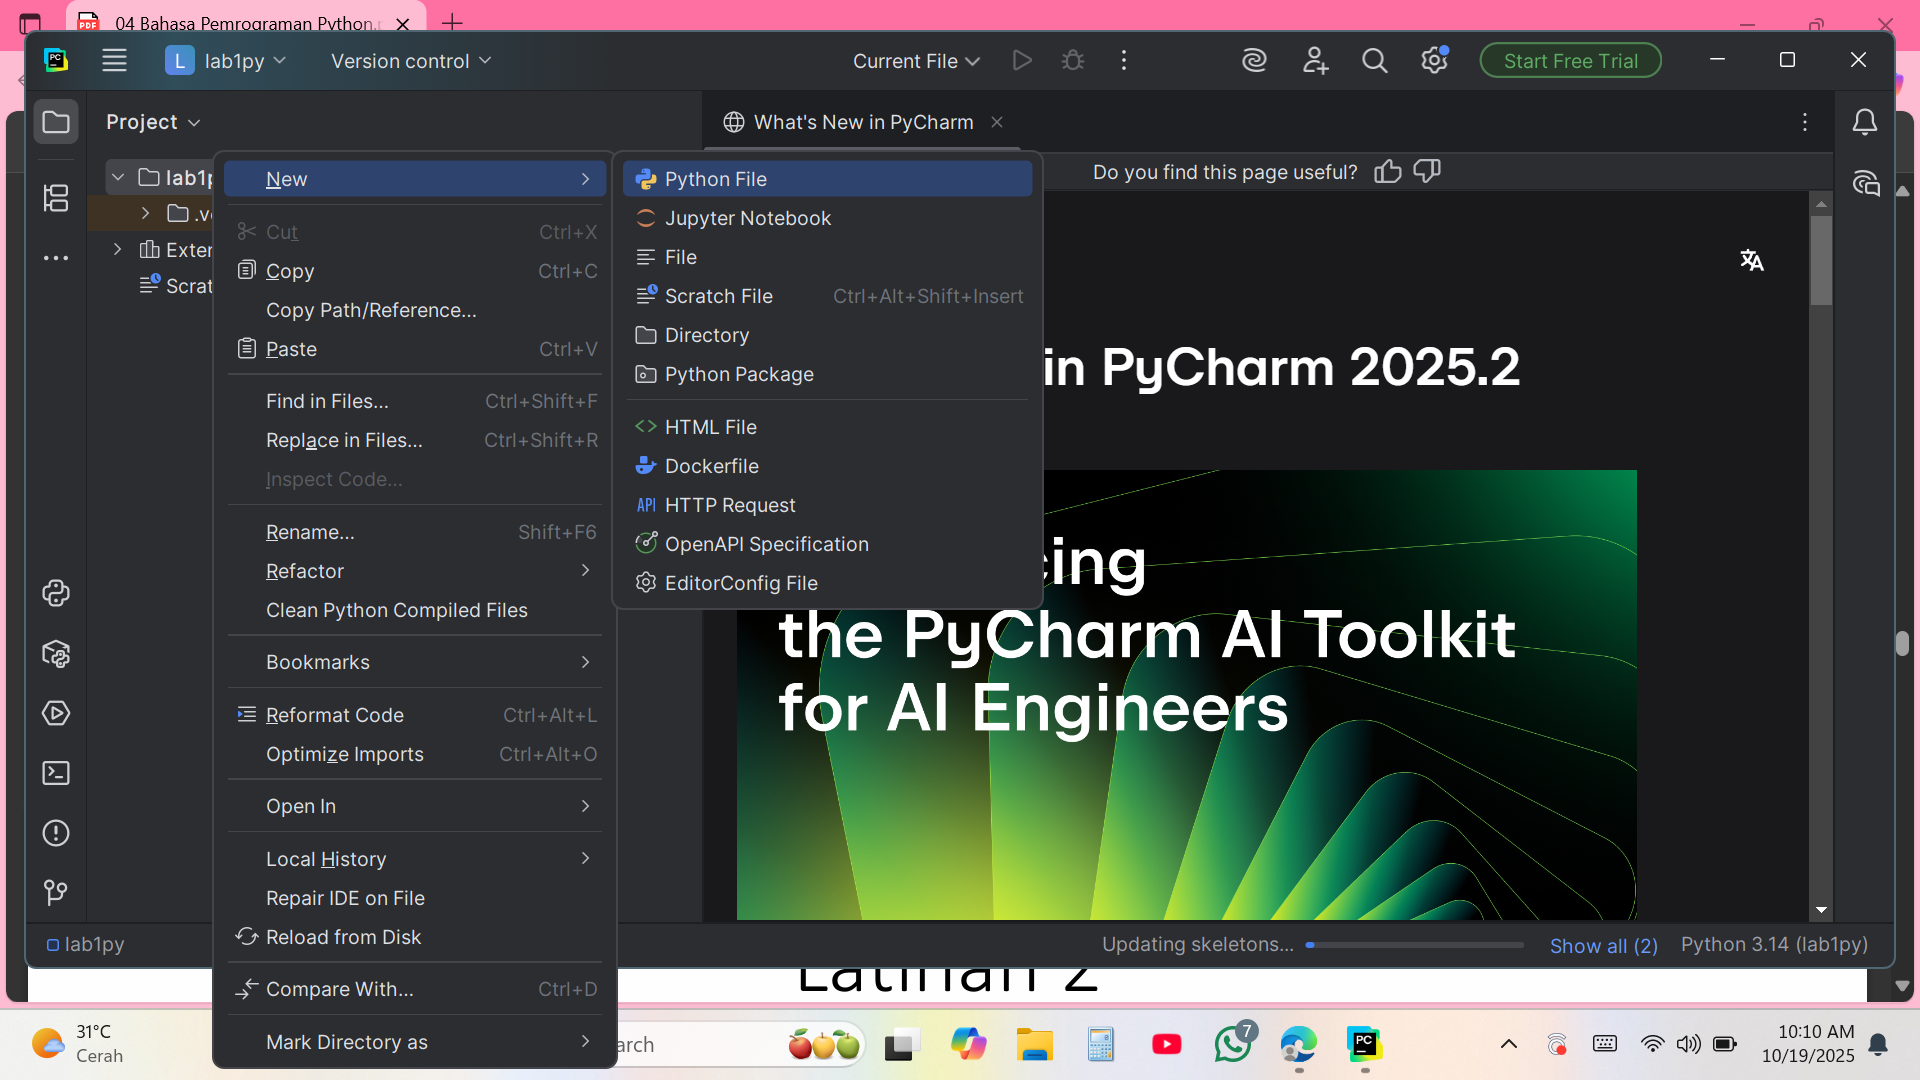 04 Bahasa Pemrograman Python.p
PC
L
lab1py
Version control
Current File
Start Free Trial
Project
What's New in PyCharm
lab1p
.v
Exter
Scrat
New
Cut Ctrl+X
Copy Ctrl+C
Copy Path/Reference...
Paste Ctrl+V
Find in Files... Ctrl+Shift+F
Replace in Files... Ctrl+Shift+R
Inspect Code...
Rename... Shift+F6
Refactor
Clean Python Compiled Files
Bookmarks
Reformat Code Ctrl+Alt+L
Optimize Imports Ctrl+Alt+O
Open In
Local History
Repair IDE on File
Reload from Disk
Compare With... Ctrl+D
Mark Directory as
Python File
Jupyter Notebook
File
Scratch File Ctrl+Alt+Shift+Insert
Directory
Python Package
HTML File
Dockerfile
API HTTP Request
OpenAPI Specification
EditorConfig File
Do you find this page useful?
in PyCharm 2025.2
cing
the PyCharm AI Toolkit
for AI Engineers
lab1py
Updating skeletons...
Show all (2)
Python 3.14 (lab1py)
Latihan 2
31°C
Cerah
arch
7
PC
10:10 AM
10/19/2025